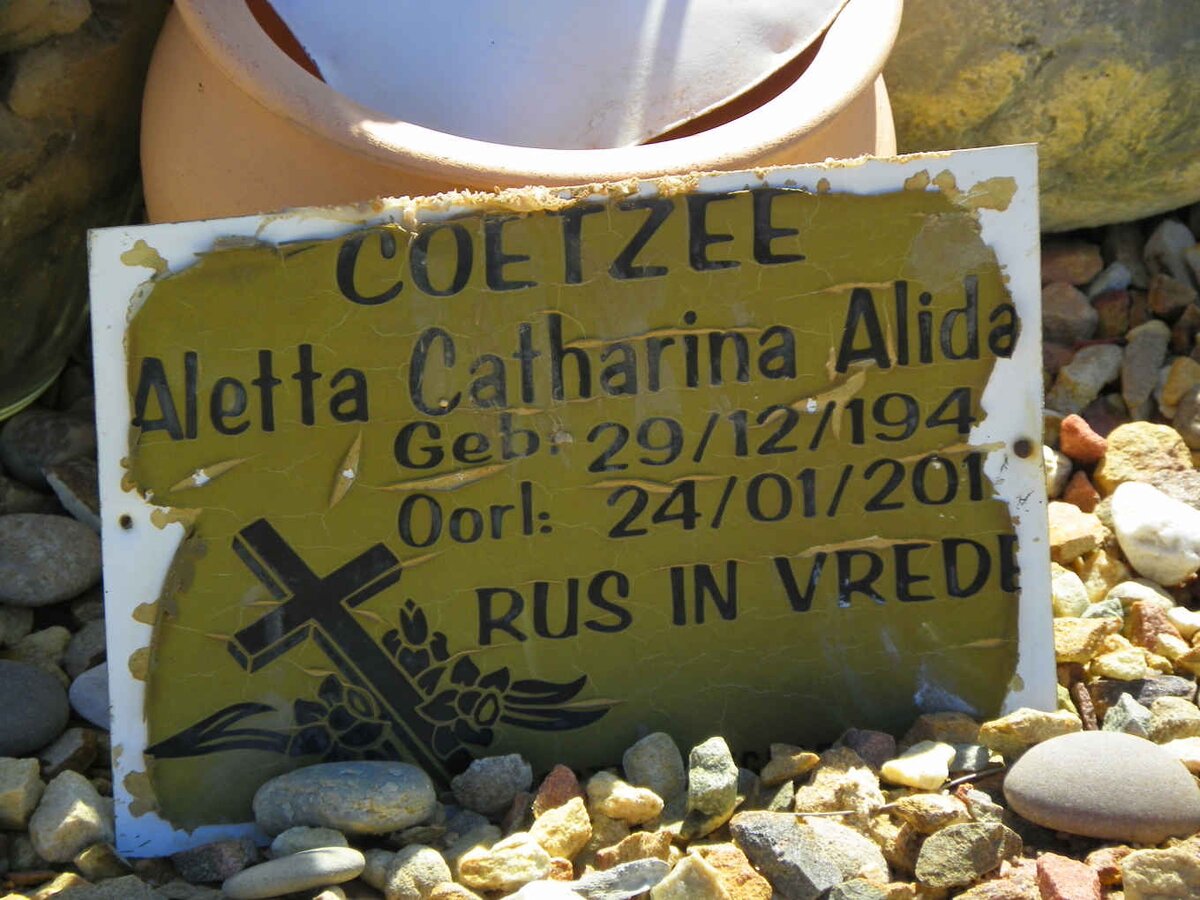 COETZEE
Aletta Catharina Alida
Geb: 29/12/194
Oorl: 24/01/201
RUS IN VREDE